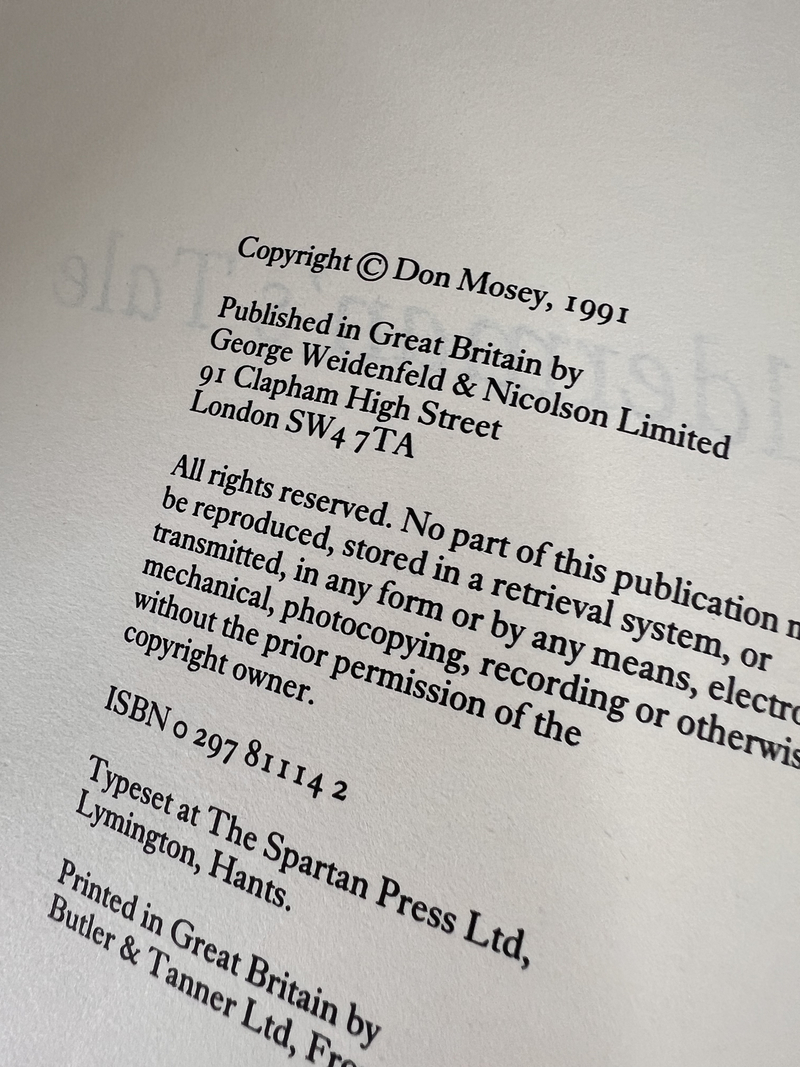 Copyright © Don Mosey, 1991
Published in Great Britain by
George Weidenfeld & Nicolson Limited
91 Clapham High Street
London SW4 7TA
All rights reserved. No part of this publication
be reproduced, stored in a retrieval system, or
transmitted, in any form or by any means,
mechanical, photocopying, recording or
without the prior permission of the
copyright owner.
ISBN 0 297 81114 2
Typeset at The Spartan Press Ltd,
Lymington, Hants.
Printed in Great Britain by
Butler & Tanner Ltd,